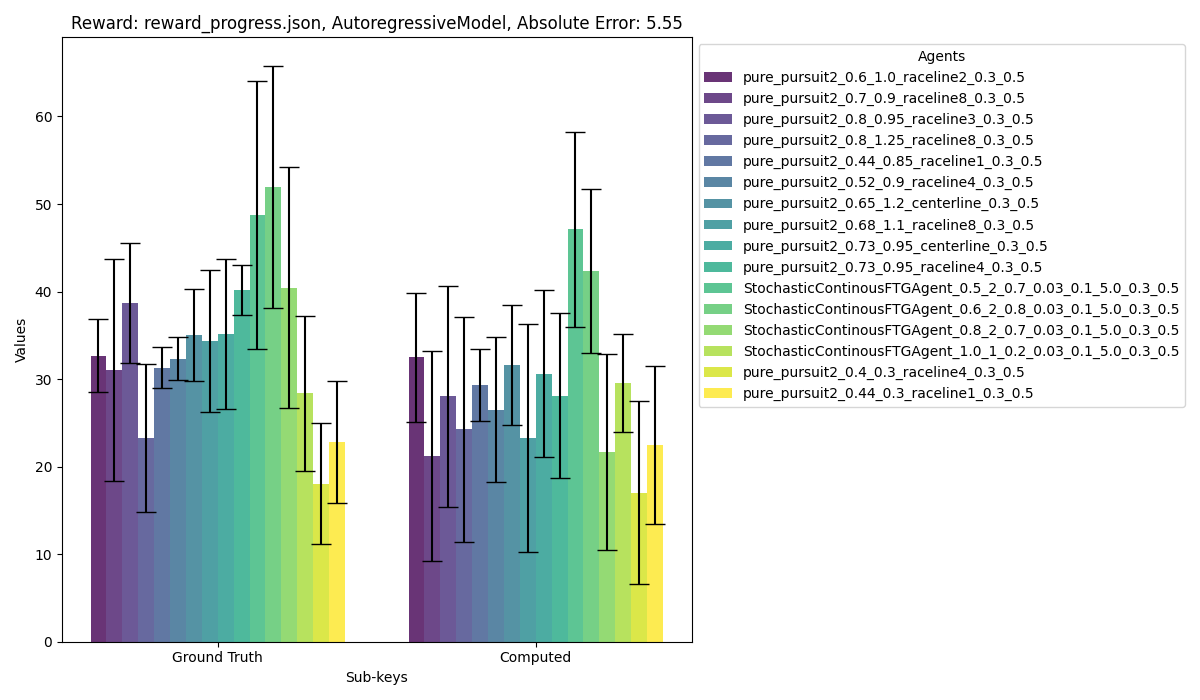 Reward: reward_progress.json, AutoregressiveModel, Absolute Error: 5.55
Values
60
50
40
30
20
10
0
Ground Truth
Computed
Sub-keys
Agents
pure_pursuit2_0.6_1.0_raceline2_0.3_0.5
pure_pursuit2_0.7_0.9_raceline8_0.3_0.5
pure_pursuit2_0.8_0.95_raceline3_0.3_0.5
pure_pursuit2_0.8_1.25_raceline8_0.3_0.5
pure_pursuit2_0.44_0.85_raceline1_0.3_0.5
pure_pursuit2_0.52_0.9_raceline4_0.3_0.5
pure_pursuit2_0.65_1.2_centerline_0.3_0.5
pure_pursuit2_0.68_1.1_raceline8_0.3_0.5
pure_pursuit2_0.73_0.95_centerline_0.3_0.5
pure_pursuit2_0.73_0.95_raceline4_0.3_0.5
StochasticContinousFTGAgent_0.5_2_0.7_0.03_0.1_5.0_0.3_0.5
StochasticContinousFTGAgent_0.6_2_0.8_0.03_0.1_5.0_0.3_0.5
StochasticContinousFTGAgent_0.8_2_0.7_0.03_0.1_5.0_0.3_0.5
StochasticContinousFTGAgent_1.0_1_0.2_0.03_0.1_5.0_0.3_0.5
pure_pursuit2_0.4_0.3_raceline4_0.3_0.5
pure_pursuit2_0.44_0.3_raceline1_0.3_0.5